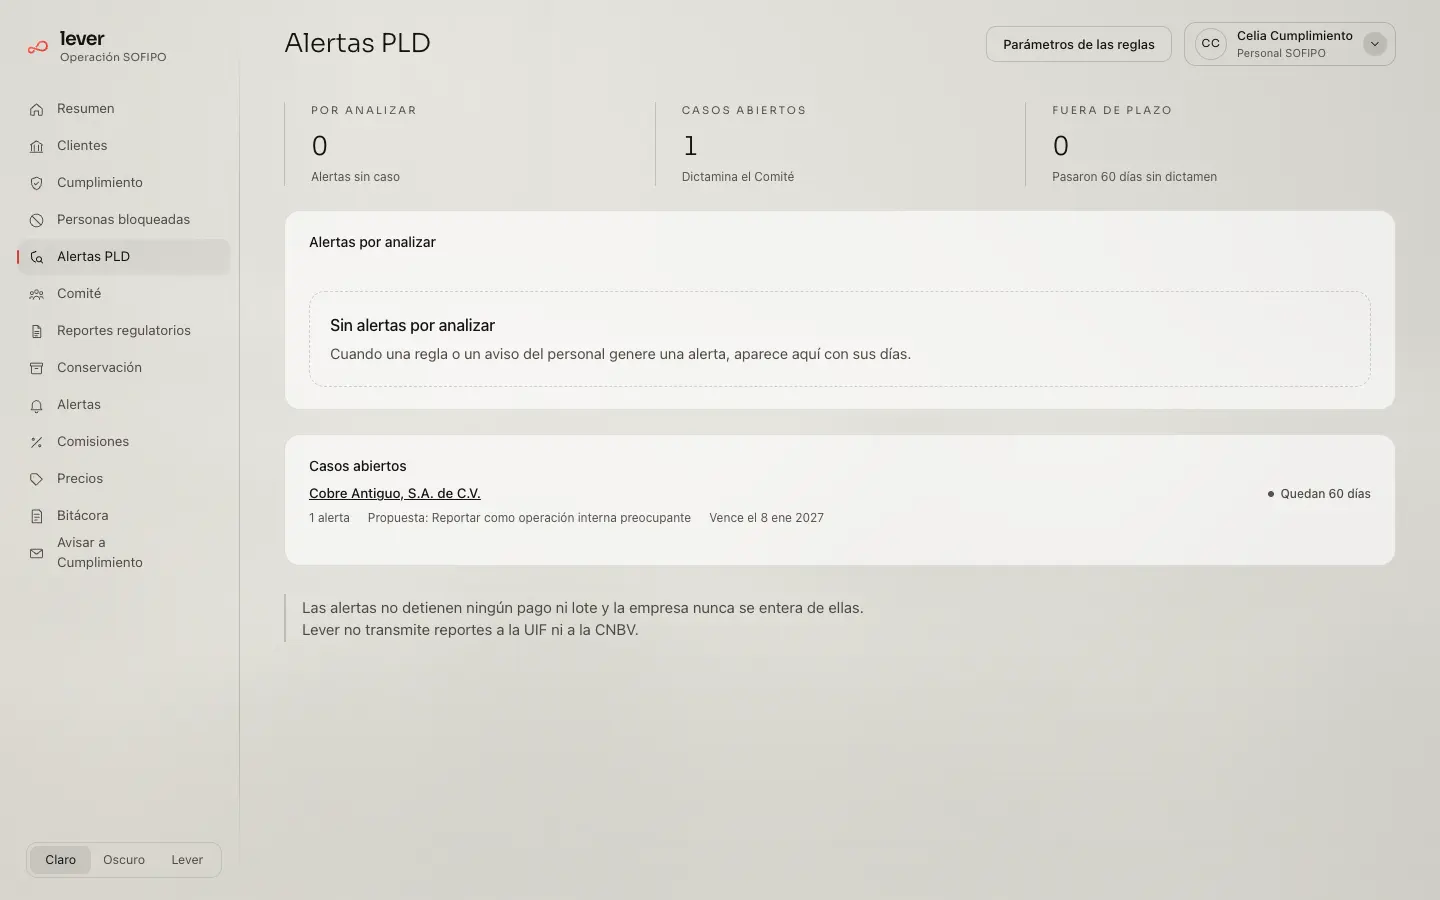 lever
Operación SOFIPO
Resumen
Clientes
Cumplimiento
Personas bloqueadas
Alertas PLD
Comité
Reportes regulatorios
Conservación
Alertas
Comisiones
Precios
Bitácora
Avisar a
Cumplimiento
Claro Oscuro Lever
Alertas PLD
Parámetros de las reglas
CC
Celia Cumplimiento
Personal SOFIPO
POR ANALIZAR
0
Alertas sin caso
CASOS ABIERTOS
1
Dictamina el Comité
FUERA DE PLAZO
0
Pasaron 60 días sin dictamen
Alertas por analizar
Sin alertas por analizar
Cuando una regla o un aviso del personal genere una alerta, aparece aquí con sus días.
Casos abiertos
Cobre Antiguo, S.A. de C.V.
Quedan 60 días
1 alerta Propuesta: Reportar como operación interna preocupante Vence el 8 ene 2027
Las alertas no detienen ningún pago ni lote y la empresa nunca se entera de ellas.
Lever no transmite reportes a la UIF ni a la CNBV.